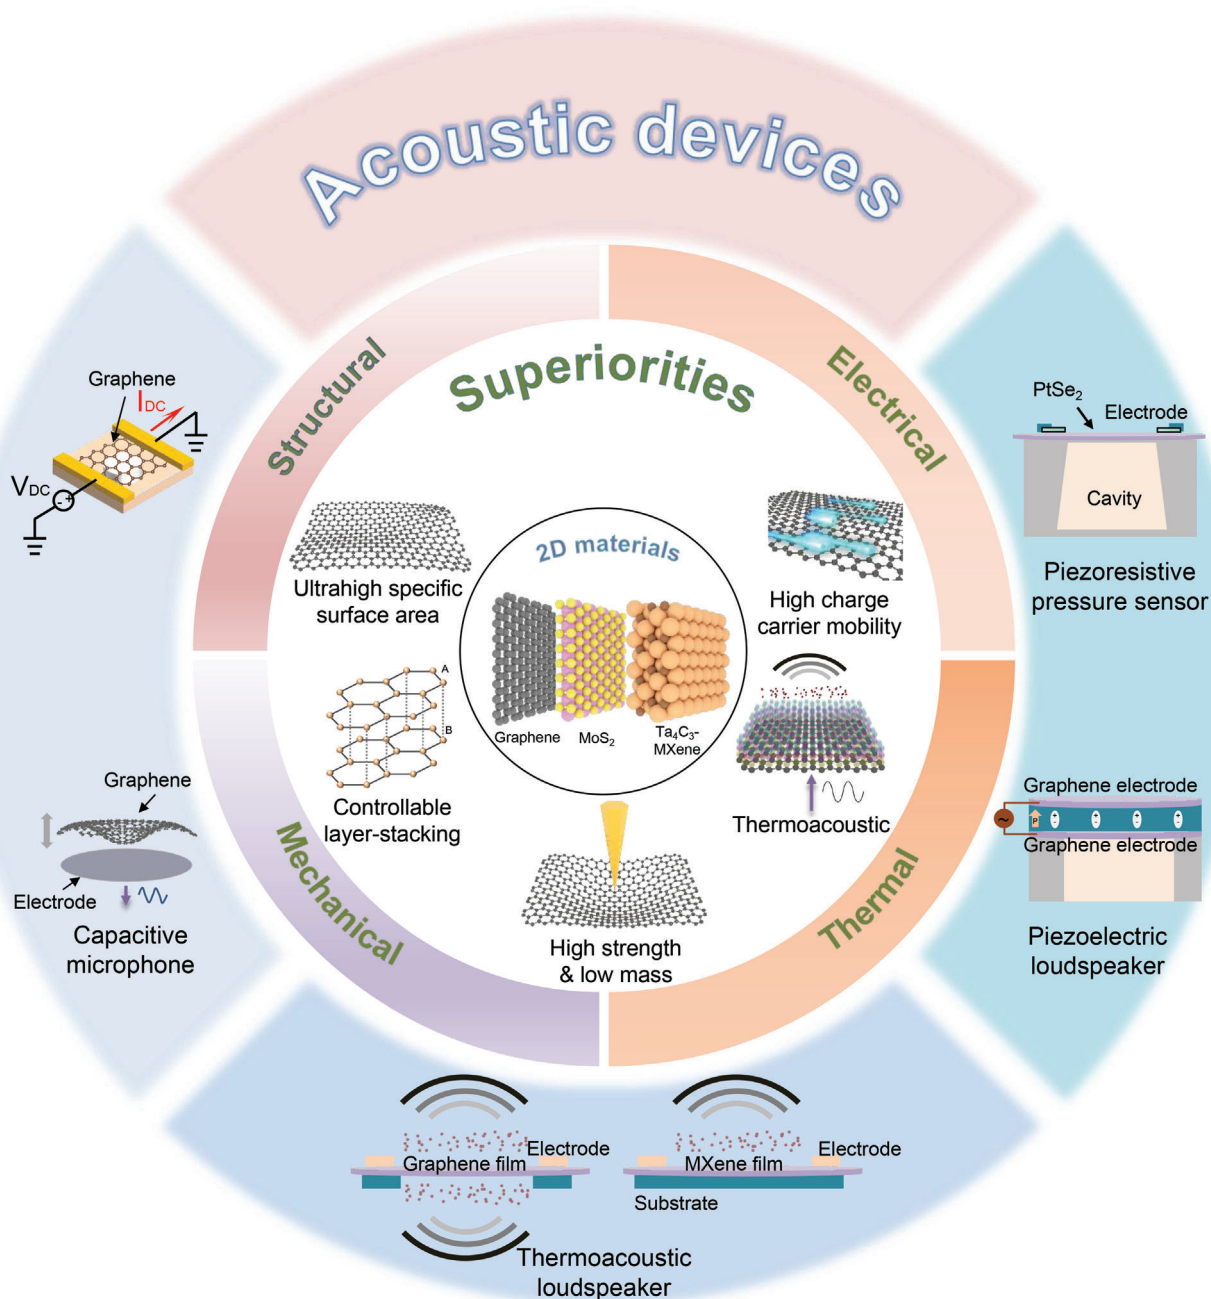 Acoustic devices
Structural
Electrical
Mechanical
Thermal
Superiorities
2D materials
Graphene
MoS₂
Ta₄C₃-
MXene
Ultrahigh specific
surface area
High charge
carrier mobility
A
B
Controllable
layer-stacking
Thermoacoustic
High strength
& low mass
Graphene
I_DC
V_DC
- +
Graphene
Electrode
Capacitive
microphone
PtSe₂
Electrode
Cavity
Piezoresistive
pressure sensor
Graphene electrode
~
P
Graphene electrode
Piezoelectric
loudspeaker
Electrode
Graphene film
Electrode
MXene film
Substrate
Thermoacoustic
loudspeaker